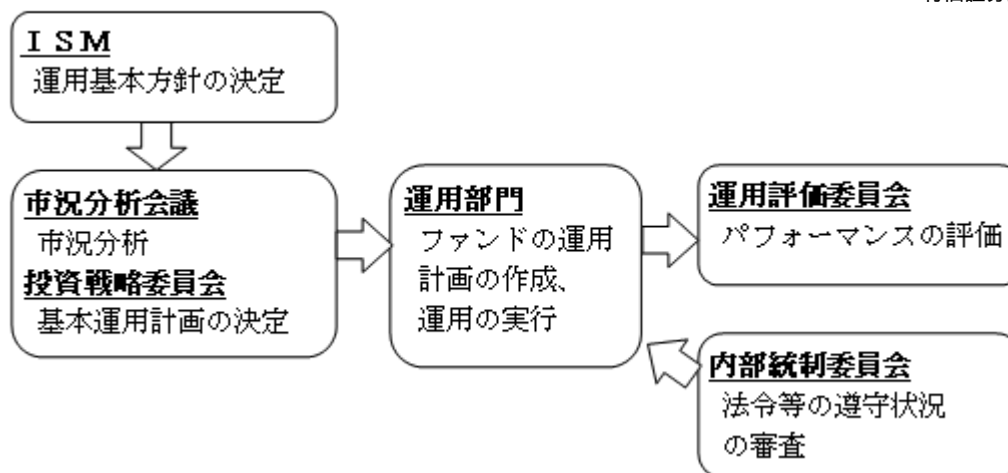 ＩＳＭ
運用基本方針の決定
市況分析会議
市況分析
投資戦略委員会
基本運用計画の決定
運用部門
ファンドの運用
計画の作成、
運用の実行
運用評価委員会
パフォーマンスの評価
内部統制委員会
法令等の遵守状況
の審査